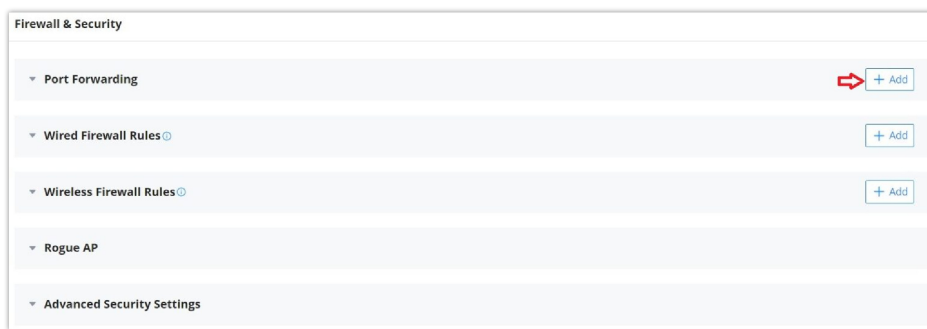 Firewall & Security
Port Forwarding + Add
Wired Firewall Rules + Add
Wireless Firewall Rules + Add
Rogue AP
Advanced Security Settings